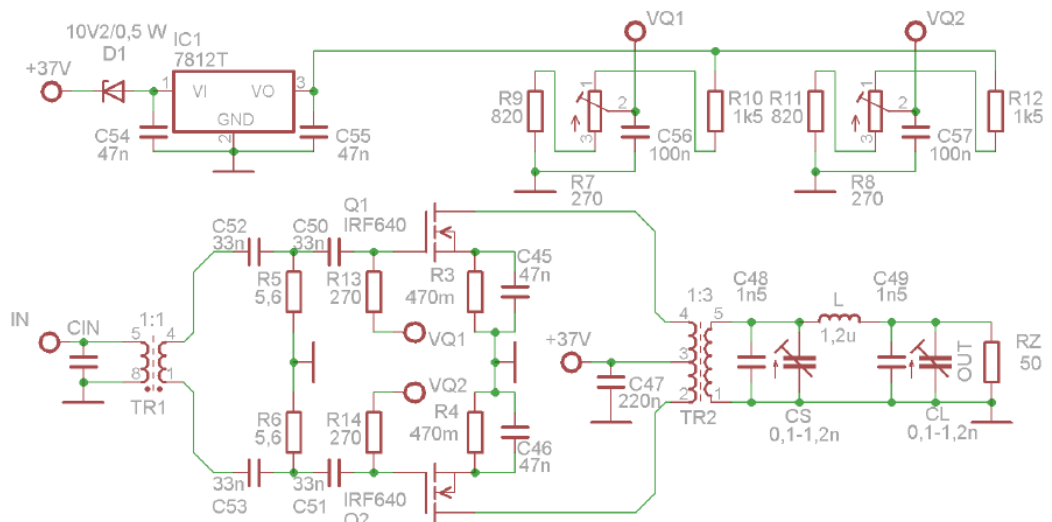 10V2/0,5 W
D1
IC1
7812T
+37V
1
VI
VO
3
GND
2
C54
47n
C55
47n
VQ1
VQ2
R9
820
1
2
3
C56
100n
R10
1k5
R7
270
R11
820
1
2
3
C57
100n
R12
1k5
R8
270
Q1
IRF640
C52
33n
C50
33n
R5
5,6
R13
270
R3
470m
C45
47n
VQ1
IN
CIN
1:1
5
4
8
1
TR1
VQ2
R6
5,6
R14
270
R4
470m
C46
47n
33n
C53
33n
C51
IRF640
Q2
+37V
C47
220n
1:3
4
5
3
2
1
TR2
C48
1n5
L
1,2u
C49
1n5
CS
0,1-1,2n
CL
0,1-1,2n
OUT
RZ
50